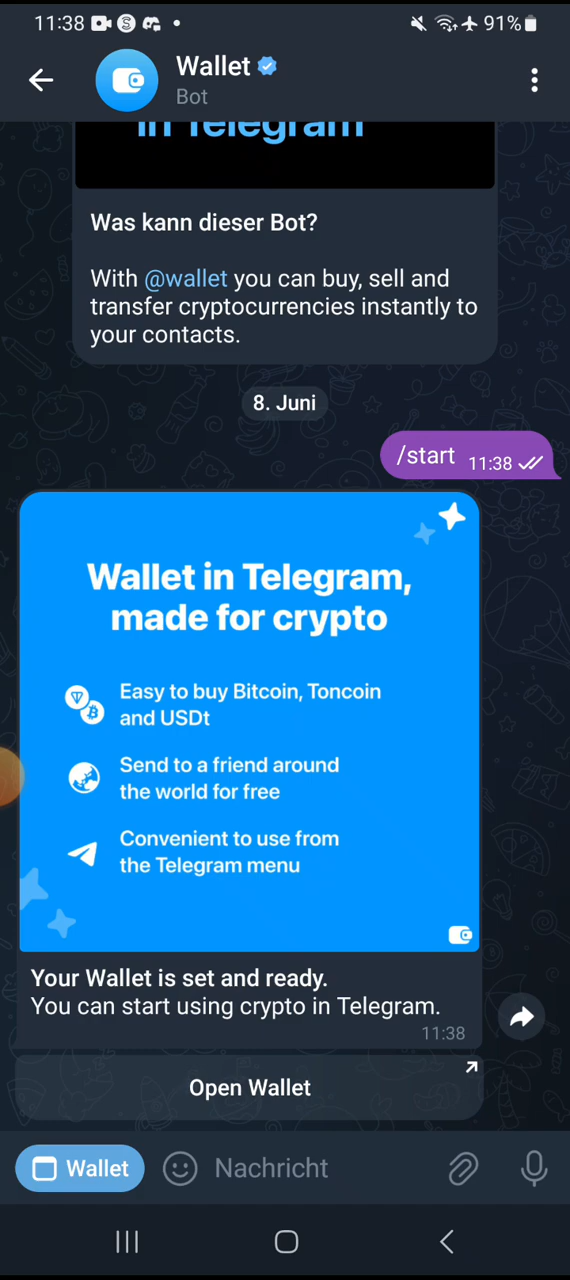 11:38
91%
Wallet
Bot
in Telegram
Was kann dieser Bot?
With @wallet you can buy, sell and
transfer cryptocurrencies instantly to
your contacts.
8. Juni
/start 11:38
Wallet in Telegram,
made for crypto
Easy to buy Bitcoin, Toncoin
and USDt
Send to a friend around
the world for free
Convenient to use from
the Telegram menu
Your Wallet is set and ready.
You can start using crypto in Telegram.
11:38
Open Wallet
Wallet
Nachricht